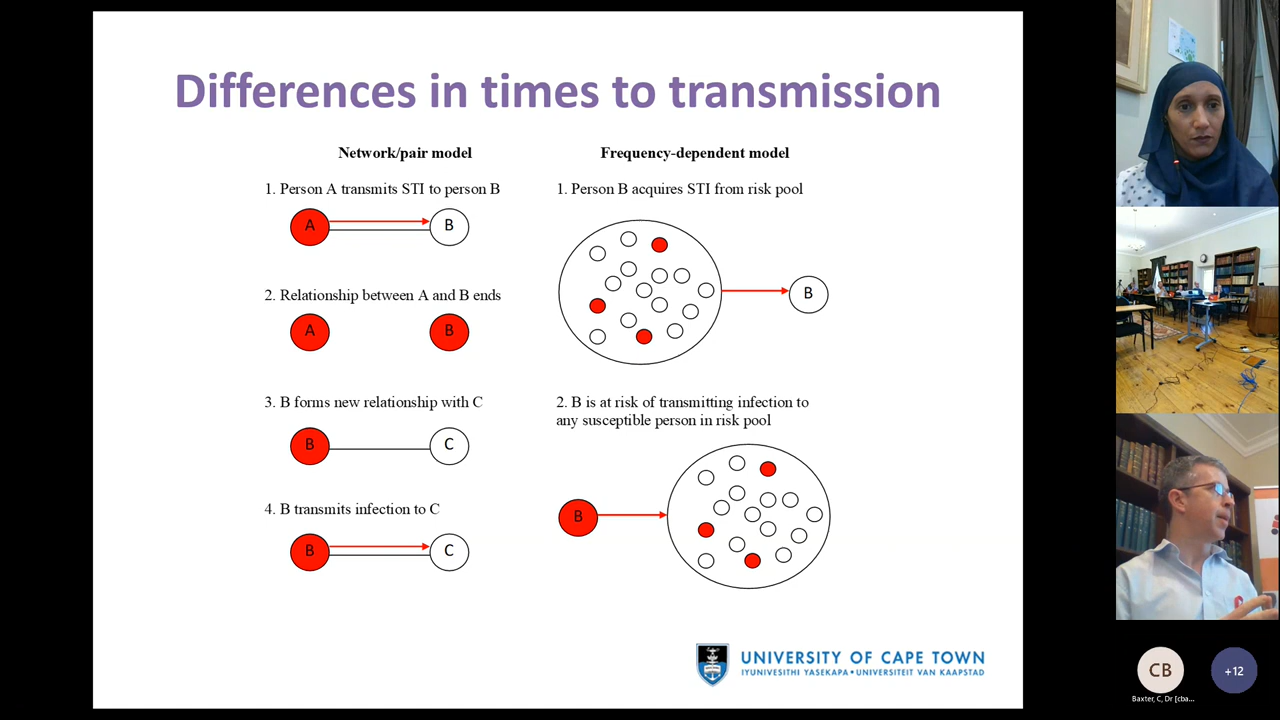 Differences in times to transmission
Network/pair model
1. Person A transmits STI to person B
A
B
2. Relationship between A and B ends
A
B
3. B forms new relationship with C
B
C
4. B transmits infection to C
B
C
Frequency-dependent model
1. Person B acquires STI from risk pool
B
2. B is at risk of transmitting infection to
any susceptible person in risk pool
B
UNIVERSITY OF CAPE TOWN
IYUNIVESITHI YASEKAPA • UNIVERSITEIT VAN KAAPSTAD
CB
Baxter, C, Dr [cba...
+12